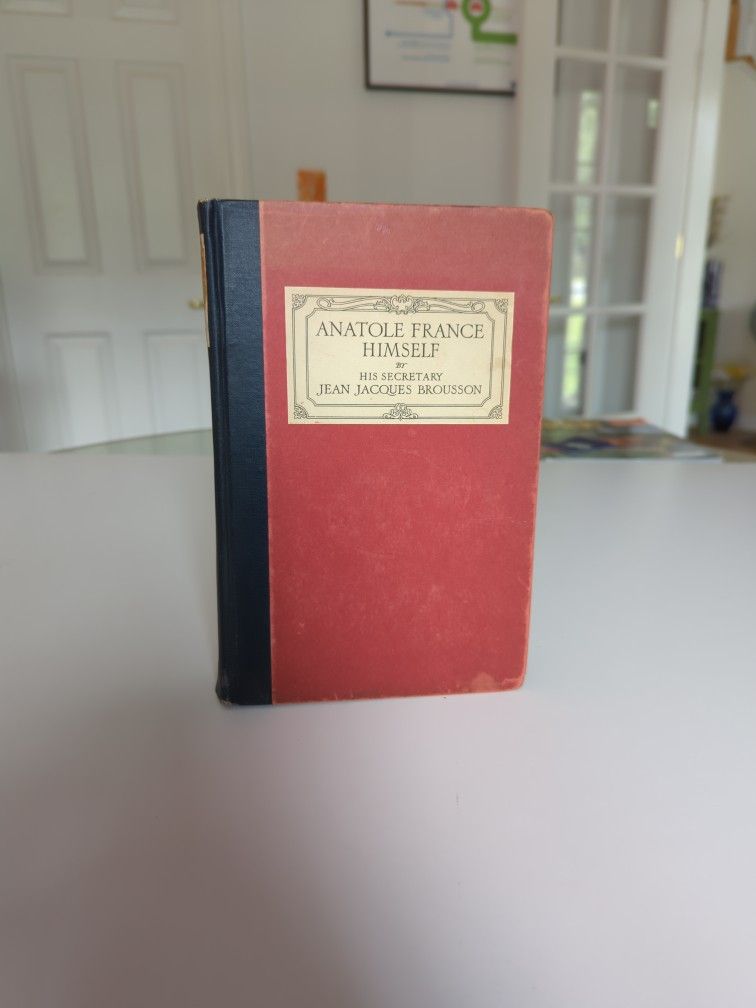 ANATOLE FRANCE
HIMSELF
BY
HIS SECRETARY
JEAN JACQUES BROUSSON